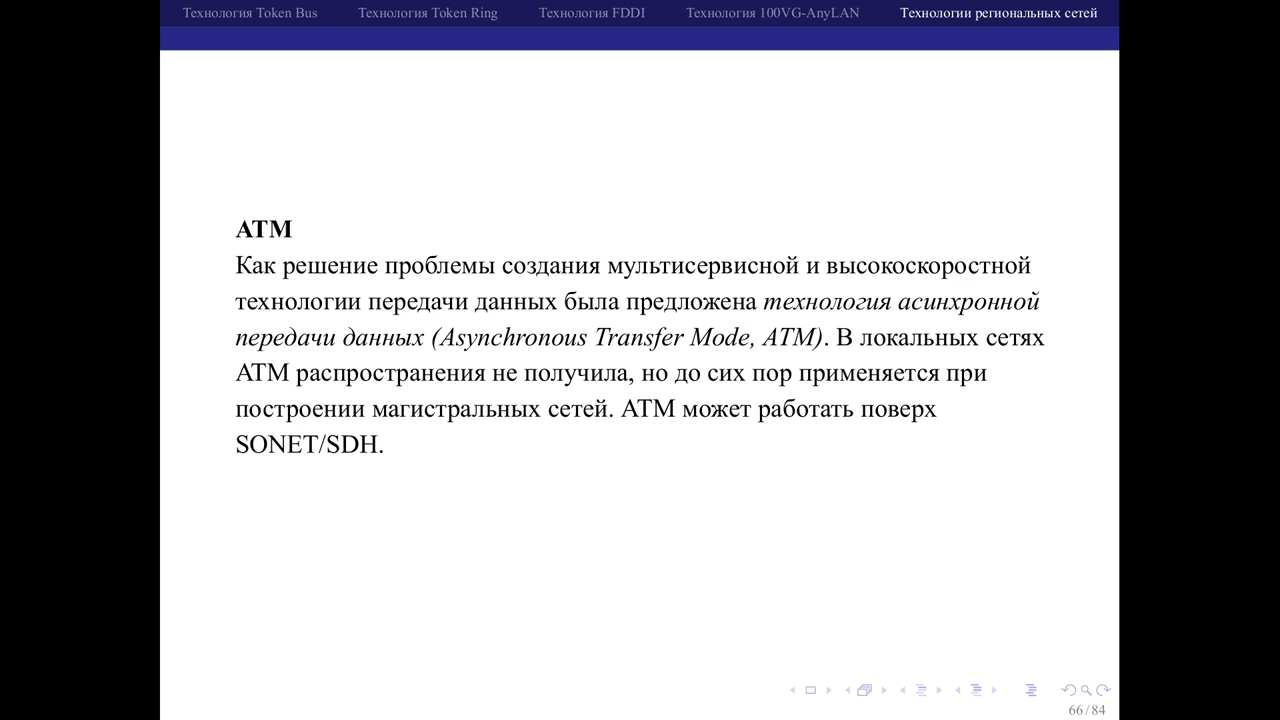 Технология Token Bus Технология Token Ring Технология FDDI Технология 100VG-AnyLAN Технологии региональных сетей
ATM
Как решение проблемы создания мультисервисной и высокоскоростной
технологии передачи данных была предложена технология асинхронной
передачи данных (Asynchronous Transfer Mode, ATM). В локальных сетях
ATM распространения не получила, но до сих пор применяется при
построении магистральных сетей. ATM может работать поверх
SONET/SDH.
66 / 84